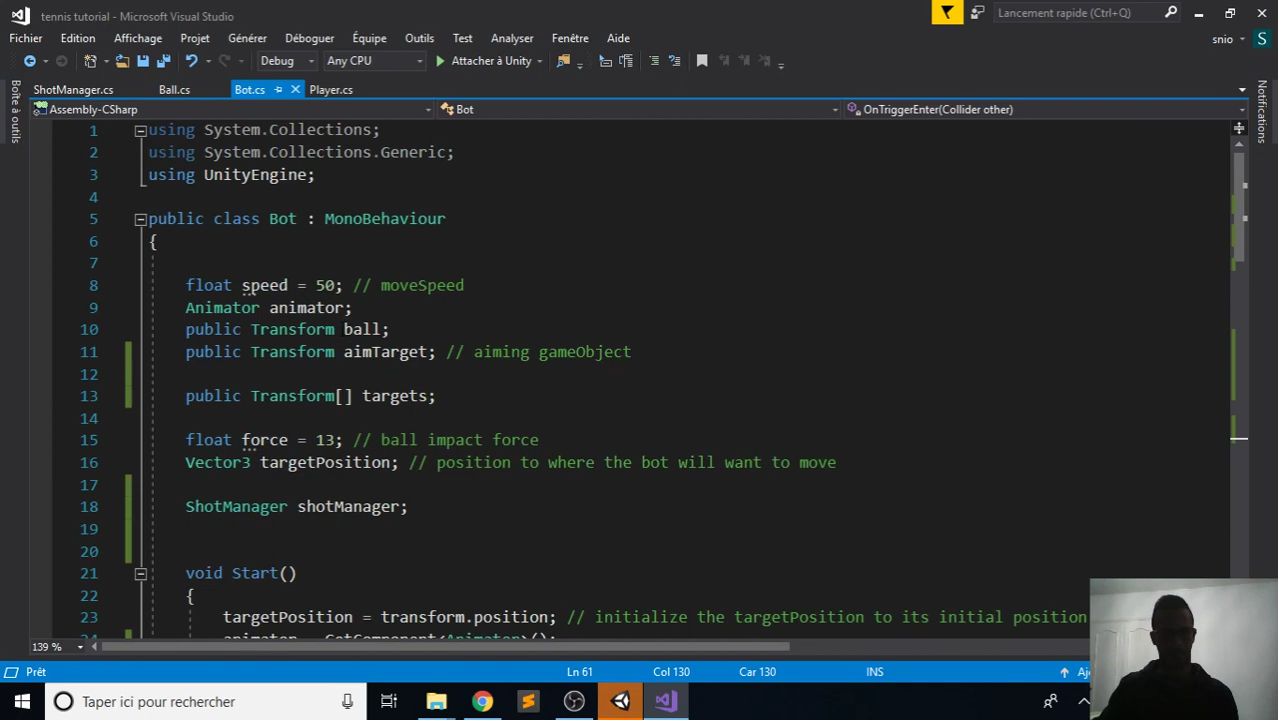 tennis tutorial - Microsoft Visual Studio
Lancement rapide (Ctrl+Q)
Fichier Edition Affichage Projet Générer Déboguer Équipe Outils Test Analyser Fenêtre Aide
snio S
Debug Any CPU Attacher à Unity
ShotManager.cs Ball.cs Bot.cs Player.cs
Boîte à outils
Notifications
Assembly-CSharp Bot OnTriggerEnter(Collider other)
1 using System.Collections;
2 using System.Collections.Generic;
3 using UnityEngine;
4
5 public class Bot : MonoBehaviour
6 {
7
8 float speed = 50; // moveSpeed
9 Animator animator;
10 public Transform ball;
11 public Transform aimTarget; // aiming gameObject
12
13 public Transform[] targets;
14
15 float force = 13; // ball impact force
16 Vector3 targetPosition; // position to where the bot will want to move
17
18 ShotManager shotManager;
19
20
21 void Start()
22 {
23 targetPosition = transform.position; // initialize the targetPosition to its initial position
24 animator = GetComponent<Animator>();
139 %
Prêt Ln 61 Col 130 Car 130 INS
Taper ici pour rechercher